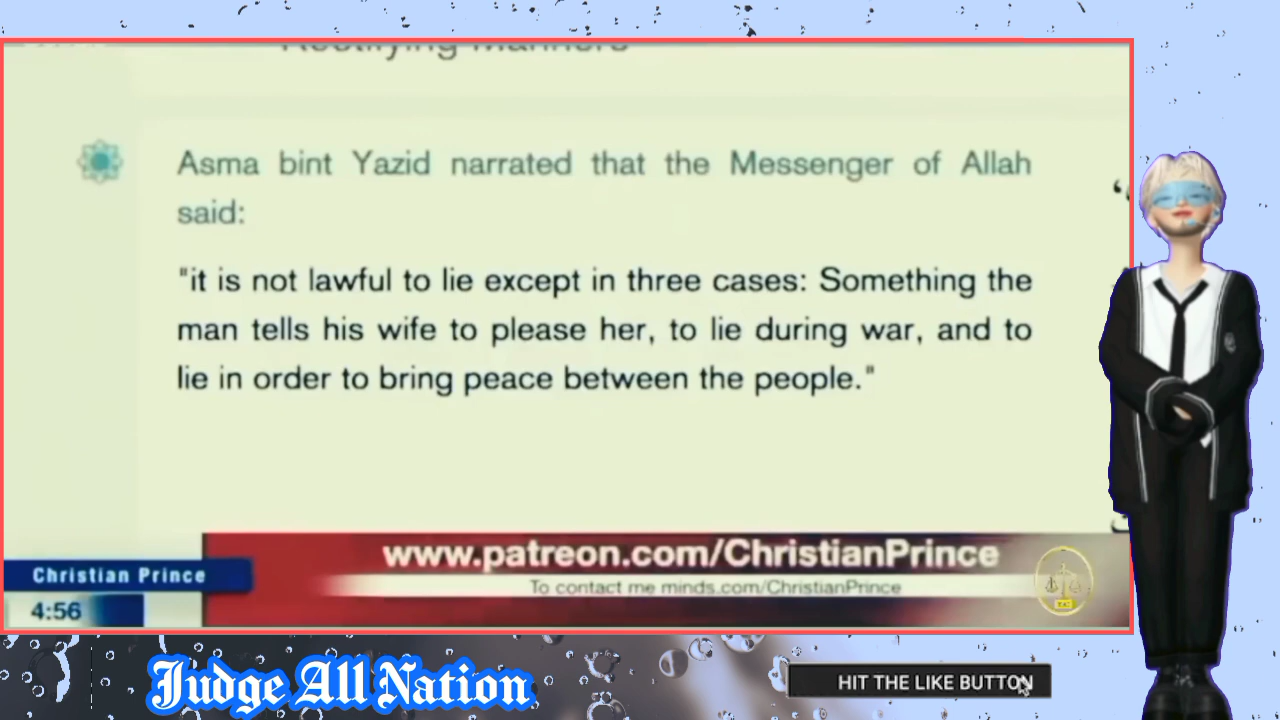 Rectifying Manners
Asma bint Yazid narrated that the Messenger of Allah
said:
"it is not lawful to lie except in three cases: Something the
man tells his wife to please her, to lie during war, and to
lie in order to bring peace between the people."
www.patreon.com/ChristianPrince
To contact me minds.com/ChristianPrince
Christian Prince
4:56
Judge All Nation
HIT THE LIKE BUTTON